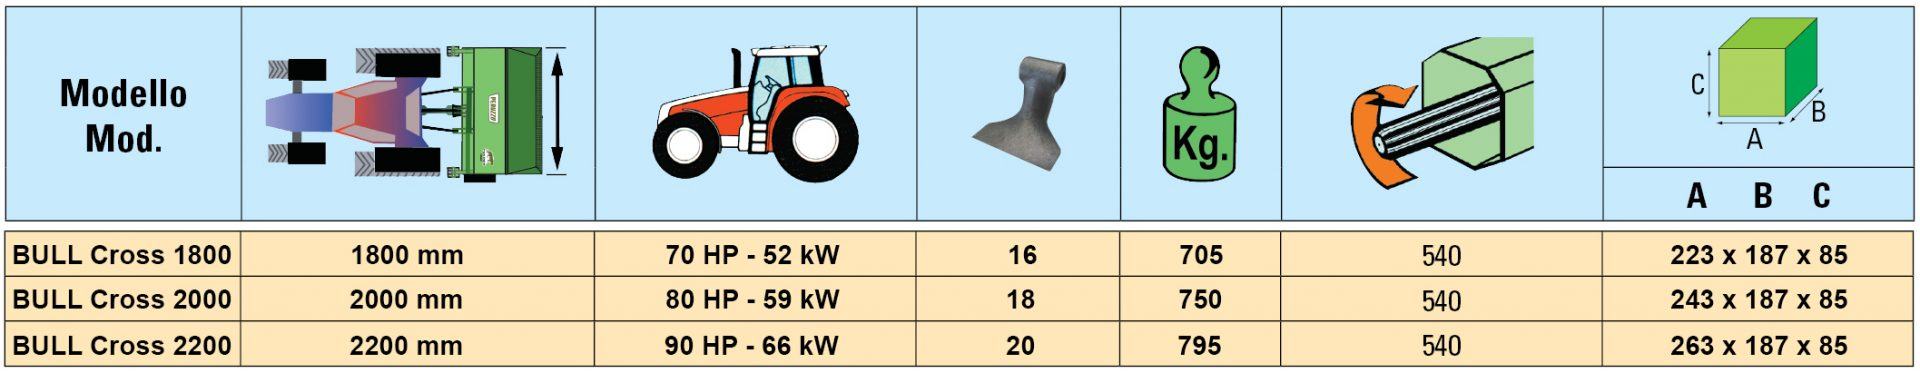 Modello
Mod.
PERUZZO
Kg.
C
B
A
A B C
BULL Cross 1800 1800 mm 70 HP - 52 kW 16 705 540 223 x 187 x 85
BULL Cross 2000 2000 mm 80 HP - 59 kW 18 750 540 243 x 187 x 85
BULL Cross 2200 2200 mm 90 HP - 66 kW 20 795 540 263 x 187 x 85